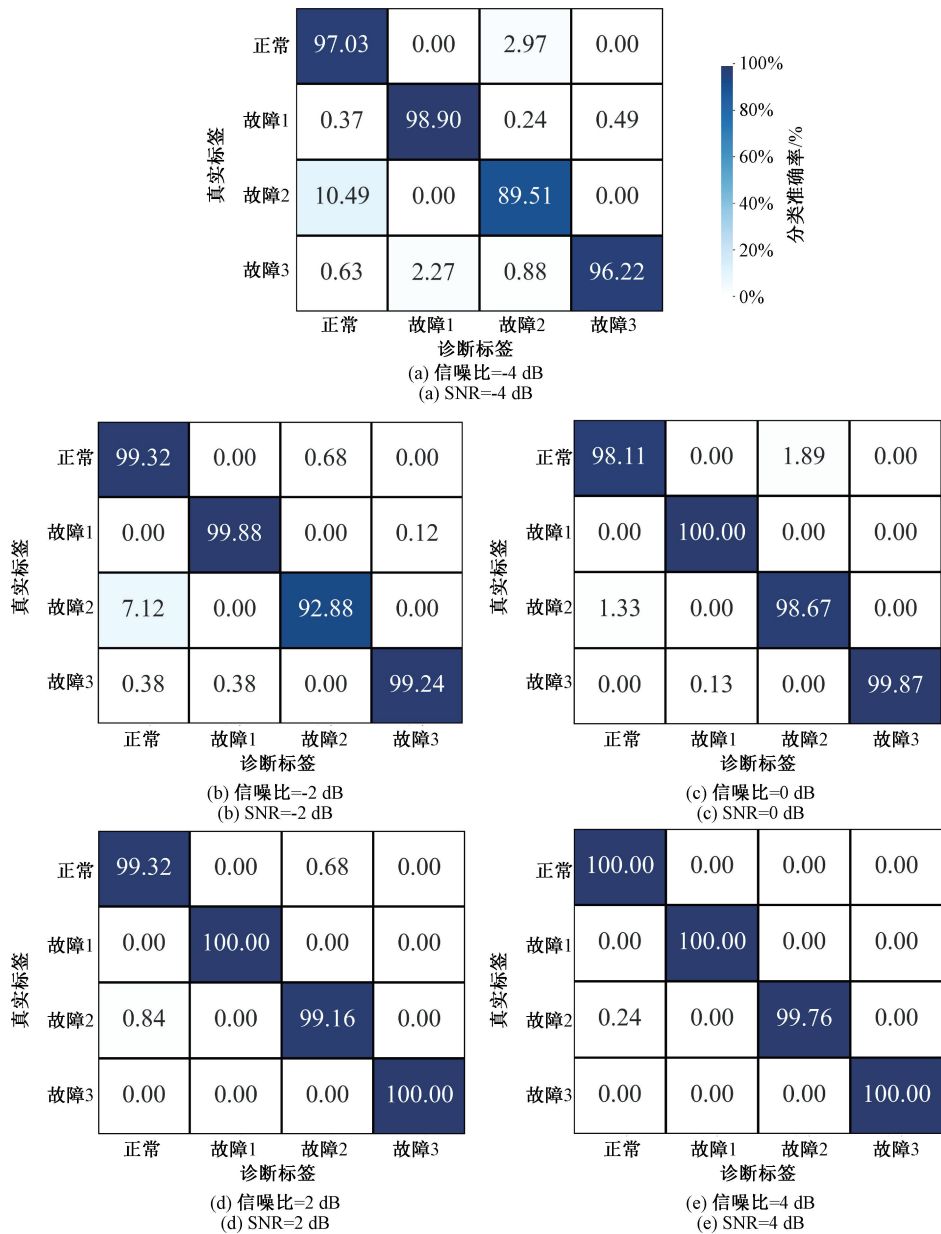 正常 97.03 0.00 2.97 0.00
故障1 0.37 98.90 0.24 0.49
故障2 10.49 0.00 89.51 0.00
故障3 0.63 2.27 0.88 96.22
正常 故障1 故障2 故障3
真实标签
诊断标签
100%
80%
60%
40%
20%
0%
分类准确率/%
(a) 信噪比=-4 dB
(a) SNR=-4 dB
正常 99.32 0.00 0.68 0.00
故障1 0.00 99.88 0.00 0.12
故障2 7.12 0.00 92.88 0.00
故障3 0.38 0.38 0.00 99.24
正常 故障1 故障2 故障3
真实标签
诊断标签
(b) 信噪比=-2 dB
(b) SNR=-2 dB
正常 98.11 0.00 1.89 0.00
故障1 0.00 100.00 0.00 0.00
故障2 1.33 0.00 98.67 0.00
故障3 0.00 0.13 0.00 99.87
正常 故障1 故障2 故障3
真实标签
诊断标签
(c) 信噪比=0 dB
(c) SNR=0 dB
正常 99.32 0.00 0.68 0.00
故障1 0.00 100.00 0.00 0.00
故障2 0.84 0.00 99.16 0.00
故障3 0.00 0.00 0.00 100.00
正常 故障1 故障2 故障3
真实标签
诊断标签
(d) 信噪比=2 dB
(d) SNR=2 dB
正常 100.00 0.00 0.00 0.00
故障1 0.00 100.00 0.00 0.00
故障2 0.24 0.00 99.76 0.00
故障3 0.00 0.00 0.00 100.00
正常 故障1 故障2 故障3
真实标签
诊断标签
(e) 信噪比=4 dB
(e) SNR=4 dB